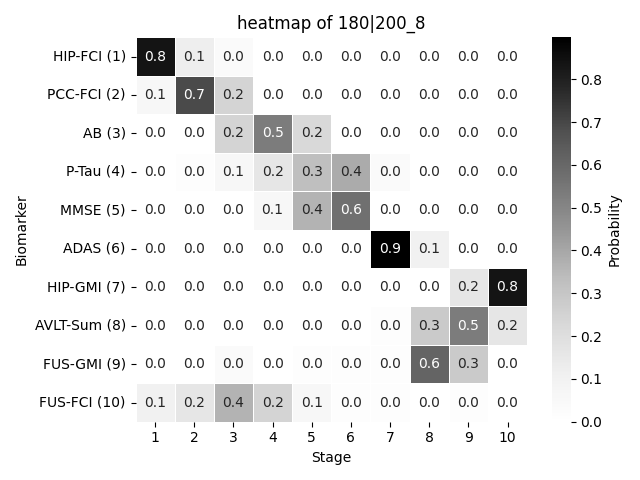 heatmap of 180|200_8
HIP-FCI (1) 0.8 0.1 0.0 0.0 0.0 0.0 0.0 0.0 0.0 0.0
PCC-FCI (2) 0.1 0.7 0.2 0.0 0.0 0.0 0.0 0.0 0.0 0.0
AB (3) 0.0 0.0 0.2 0.5 0.2 0.0 0.0 0.0 0.0 0.0
P-Tau (4) 0.0 0.0 0.1 0.2 0.3 0.4 0.0 0.0 0.0 0.0
MMSE (5) 0.0 0.0 0.0 0.1 0.4 0.6 0.0 0.0 0.0 0.0
ADAS (6) 0.0 0.0 0.0 0.0 0.0 0.0 0.9 0.1 0.0 0.0
HIP-GMI (7) 0.0 0.0 0.0 0.0 0.0 0.0 0.0 0.0 0.2 0.8
AVLT-Sum (8) 0.0 0.0 0.0 0.0 0.0 0.0 0.0 0.3 0.5 0.2
FUS-GMI (9) 0.0 0.0 0.0 0.0 0.0 0.0 0.0 0.6 0.3 0.0
FUS-FCI (10) 0.1 0.2 0.4 0.2 0.1 0.0 0.0 0.0 0.0 0.0
1 2 3 4 5 6 7 8 9 10
Stage
Biomarker
0.8
0.7
0.6
0.5
0.4
0.3
0.2
0.1
0.0
Probability